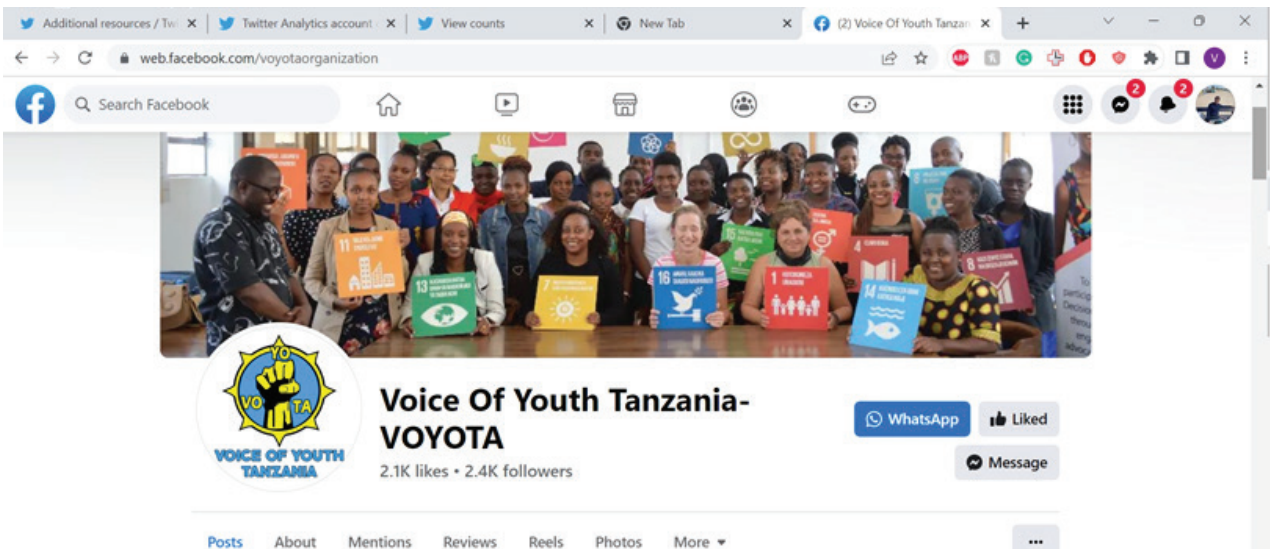 Additional resources / Tw
Twitter Analytics account
View counts
New Tab
(2) Voice Of Youth Tanzan
web.facebook.com/voyotaorganization
ABP
V
Search Facebook
2
2
11
13
7
16
15
1
4
14
8
YO
VO TA
VOICE OF YOUTH
TANZANIA
Voice Of Youth Tanzania-
VOYOTA
2.1K likes • 2.4K followers
WhatsApp
Liked
Message
Posts About Mentions Reviews Reels Photos More